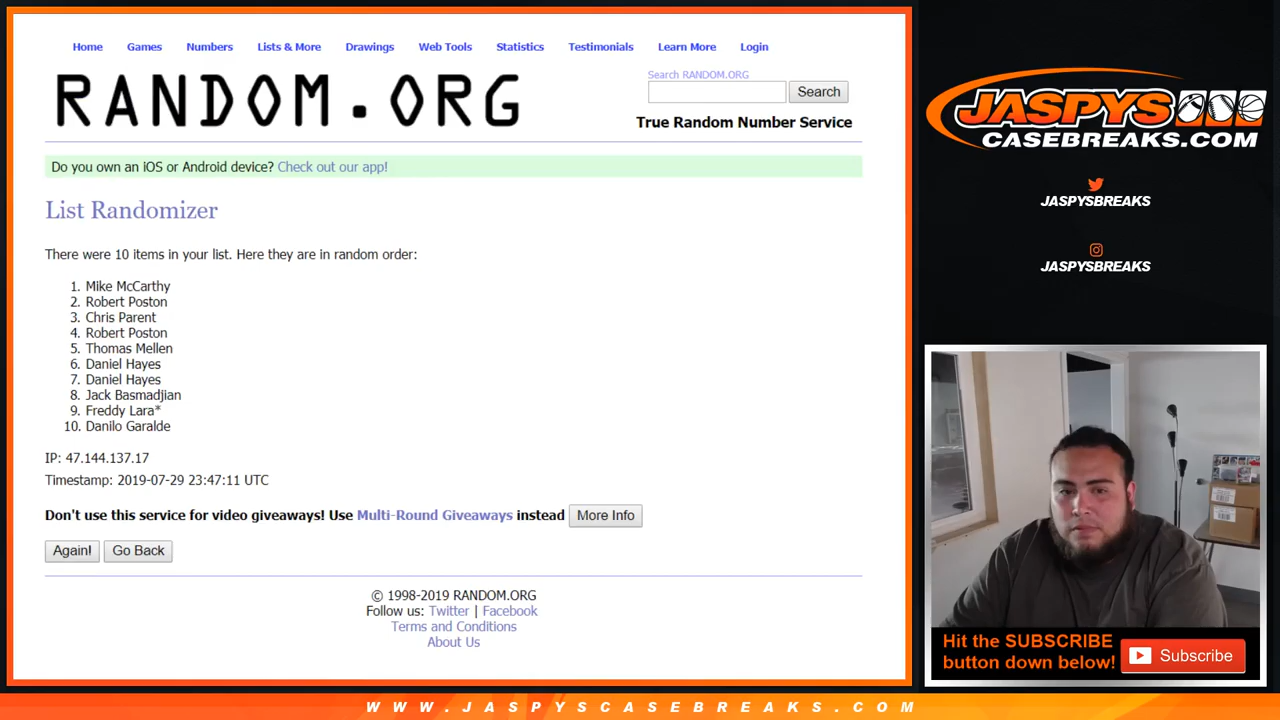 Home Games Numbers Lists & More Drawings Web Tools Statistics Testimonials Learn More Login
RANDOM.ORG
Search RANDOM.ORG
Search
True Random Number Service
Do you own an iOS or Android device? Check out our app!
List Randomizer
There were 10 items in your list. Here they are in random order:
1. Mike McCarthy
2. Robert Poston
3. Chris Parent
4. Robert Poston
5. Thomas Mellen
6. Daniel Hayes
7. Daniel Hayes
8. Jack Basmadjian
9. Freddy Lara*
10. Danilo Garalde
IP: 47.144.137.17
Timestamp: 2019-07-29 23:47:11 UTC
Don't use this service for video giveaways! Use Multi-Round Giveaways instead More Info
Again! Go Back
© 1998-2019 RANDOM.ORG
Follow us: Twitter | Facebook
Terms and Conditions
About Us
JASPYS
CASEBREAKS.COM
JASPYSBREAKS
JASPYSBREAKS
Hit the SUBSCRIBE
button down below!
Subscribe
WWW.JASPYSCASEBREAKS.COM